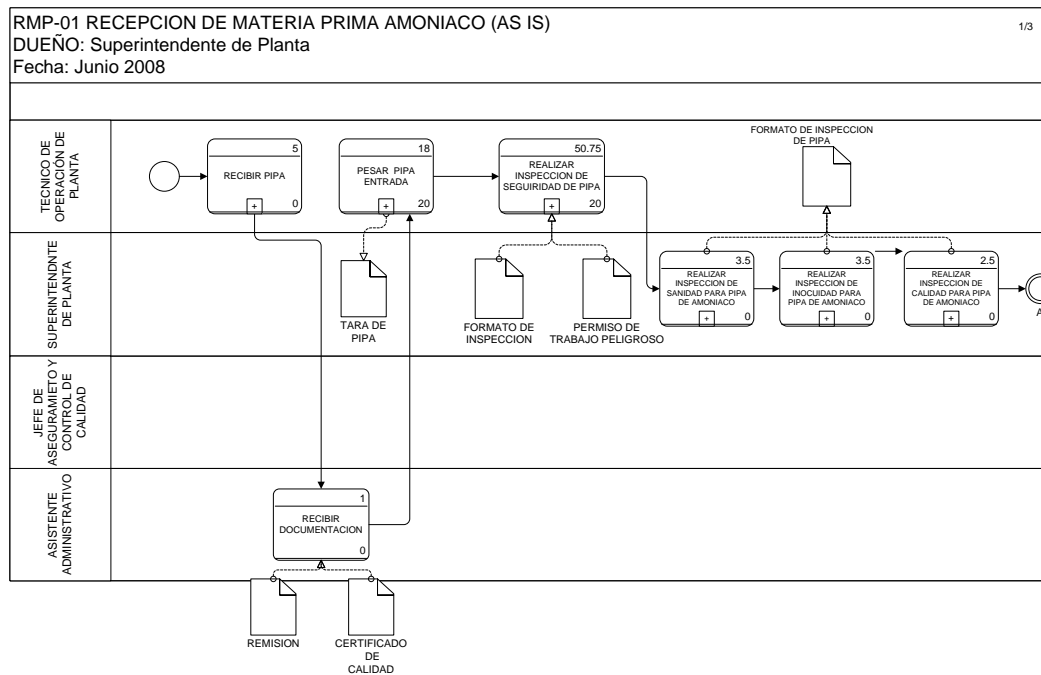 RMP-01 RECEPCION DE MATERIA PRIMA AMONIACO (AS IS)
1/3
DUEÑO: Superintendente de Planta
Fecha: Junio 2008
TECNICO DE
OPERACIÓN DE
PLANTA
5
RECIBIR PIPA
+
0
18
PESAR PIPA
ENTRADA
+
20
50.75
REALIZAR
INSPECCION DE
SEGUIRIDAD DE PIPA
+
20
FORMATO DE INSPECCION
DE PIPA
SUPERINTENDNTE
DE PLANTA
TARA DE
PIPA
FORMATO DE
INSPECCION
PERMISO DE
TRABAJO PELIGROSO
3.5
REALIZAR
INSPECCION DE
SANIDAD PARA PIPA
DE AMONIACO
+
0
3.5
REALIZAR
INSPECCION DE
INOCUIDAD PARA
PIPA DE AMONIACO
+
0
2.5
REALIZAR
INSPECCION DE
CALIDAD PARA PIPA
DE AMONIACO
+
0
A
JEFE DE
ASEGURAMIETO Y
CONTROL DE
CALIDAD
ASISTENTE
ADMINISTRATIVO
1
RECIBIR
DOCUMENTACION
0
REMISION
CERTIFICADO
DE
CALIDAD